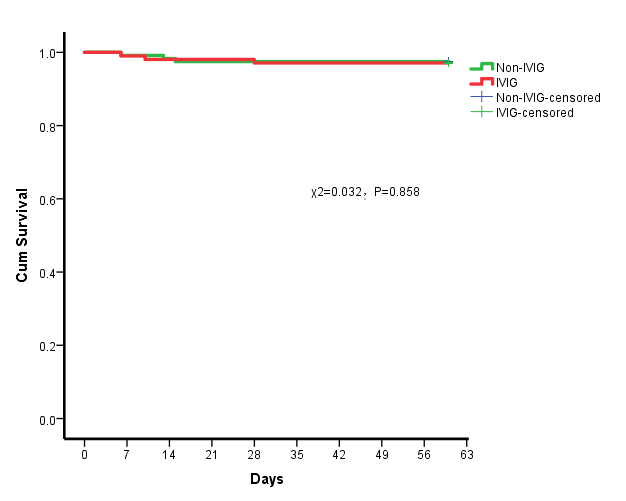 1.0
0.8
0.6
0.4
0.2
0.0
Cum Survival
0 7 14 21 28 35 42 49 56 63
Days
χ2=0.032，P=0.858
Non-IVIG
IVIG
Non-IVIG-censored
IVIG-censored